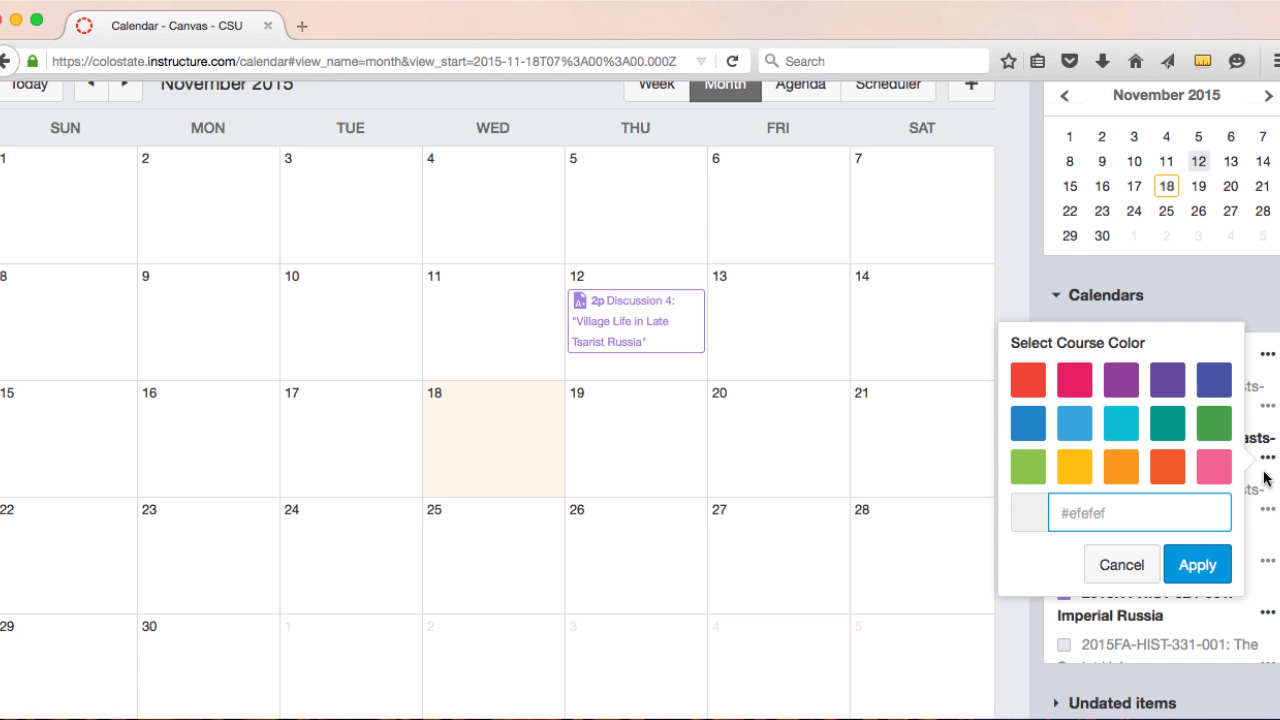 Calendar - Canvas - CSU
https://colostate.instructure.com/calendar#view_name=month&view_start=2015-11-18T07%3A00%3A00.000Z
Search
Today
November 2015
Week
Month
Agenda
Scheduler
+
SUN MON TUE WED THU FRI SAT
1 2 3 4 5 6 7
8 9 10 11 12 13 14
2p Discussion 4:
"Village Life in Late
Tsarist Russia"
15 16 17 18 19 20 21
22 23 24 25 26 27 28
29 30 1 2 3 4 5
November 2015
1 2 3 4 5 6 7
8 9 10 11 12 13 14
15 16 17 18 19 20 21
22 23 24 25 26 27 28
29 30 1 2 3 4 5
Calendars
Select Course Color
#efefef
Cancel
Apply
sts-
asts-
sts-
Imperial Russia
2015FA-HIST-331-001: The
Undated items